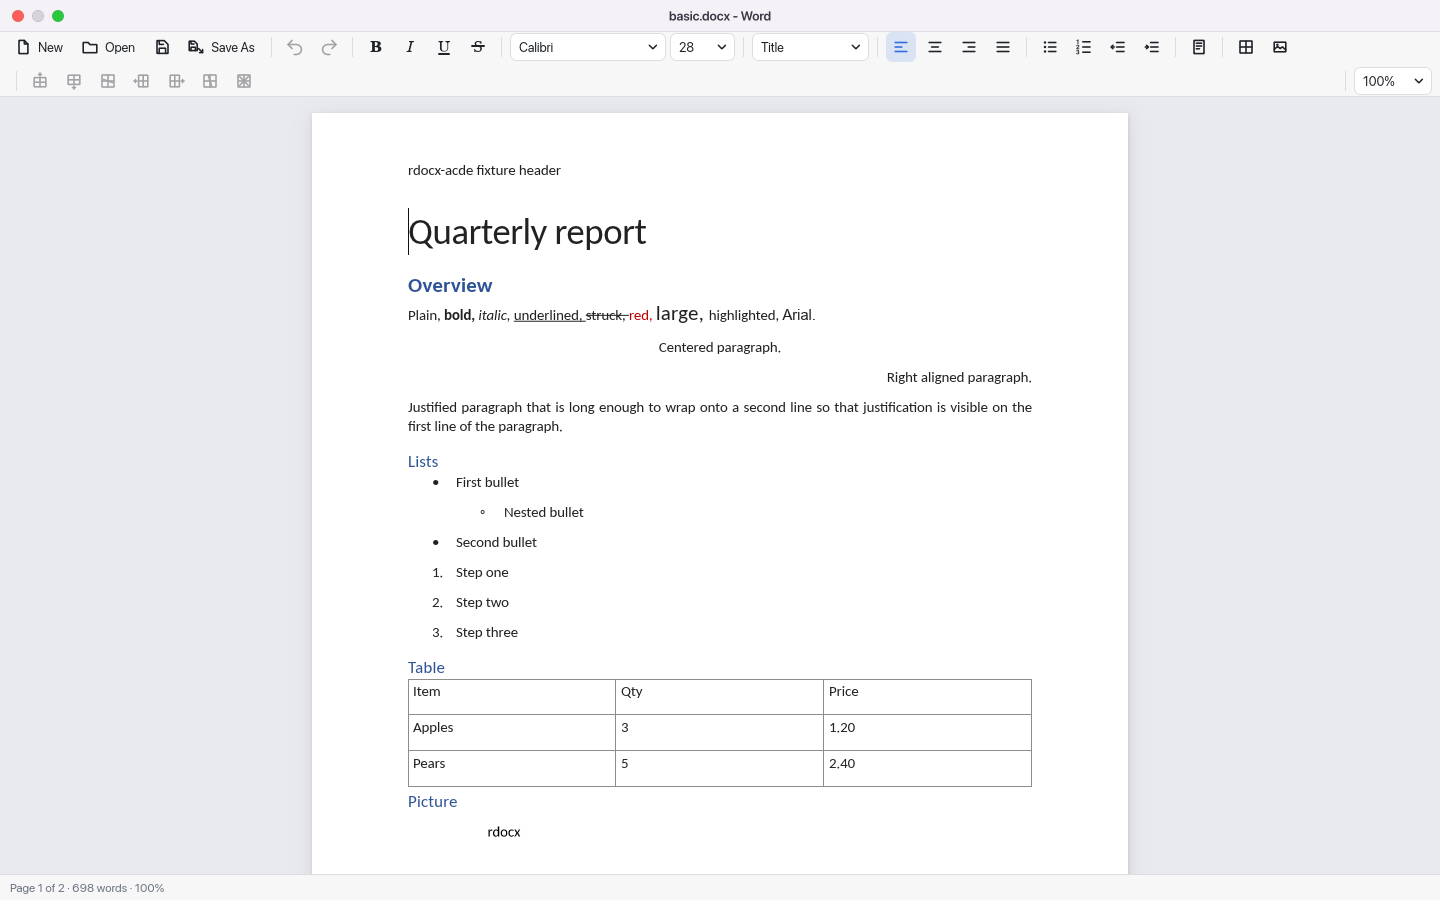 basic.docx - Word
New
Open
Save As
B
I
U
S
Calibri
28
Title
100%
rdocx-acde fixture header
Quarterly report
Overview
Plain, bold, italic, underlined, struck, red, large, highlighted, Arial.
Centered paragraph.
Right aligned paragraph.
Justified paragraph that is long enough to wrap onto a second line so that justification is visible on the
first line of the paragraph.
Lists
• First bullet
◦ Nested bullet
• Second bullet
1. Step one
2. Step two
3. Step three
Table
Item Qty Price
Apples 3 1.20
Pears 5 2.40
Picture
rdocx
Page 1 of 2 · 698 words · 100%